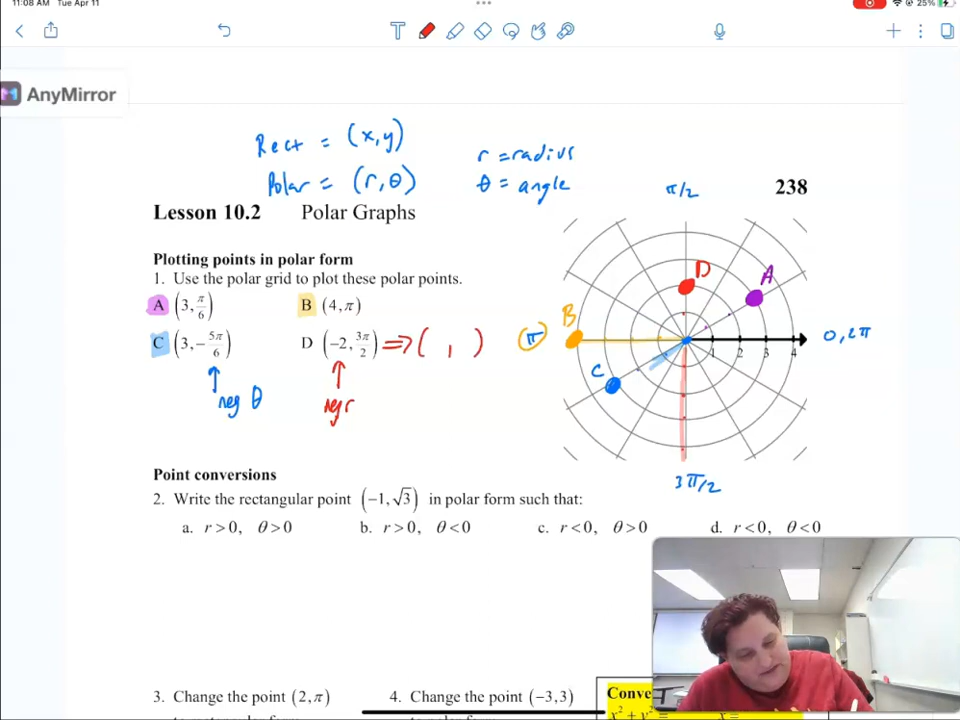 11:08 AM Tue Apr 11
25%
T
AnyMirror
Rect = (x,y)
r = radius
Polar = (r, θ)
θ = angle
π/2
238
Lesson 10.2 Polar Graphs
Plotting points in polar form
1. Use the polar grid to plot these polar points.
A (3, π/6) B (4, π)
C (3, -5π/6) D (-2, 3π/2) ⇒ ( , )
neg θ
neg r
D
A
B
C
π
0, 2π
1 2 3 4
3π/2
Point conversions
2. Write the rectangular point (-1, √3) in polar form such that:
a. r > 0, θ > 0 b. r > 0, θ < 0 c. r < 0, θ > 0 d. r < 0, θ < 0
3. Change the point (2, π) 4. Change the point (-3, 3)
Conve
x² + y² = x =